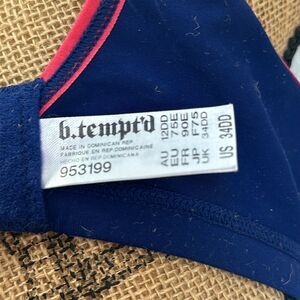 b.tempt'd
MADE IN DOMINICAN REP
FABRIQUE EN REP. DOMINICAINE
HECHO EN REP. DOMINICANA
953199
AU 12DD
EU 75E
FR 90E
JP F75
UK 34DD
US 34DD